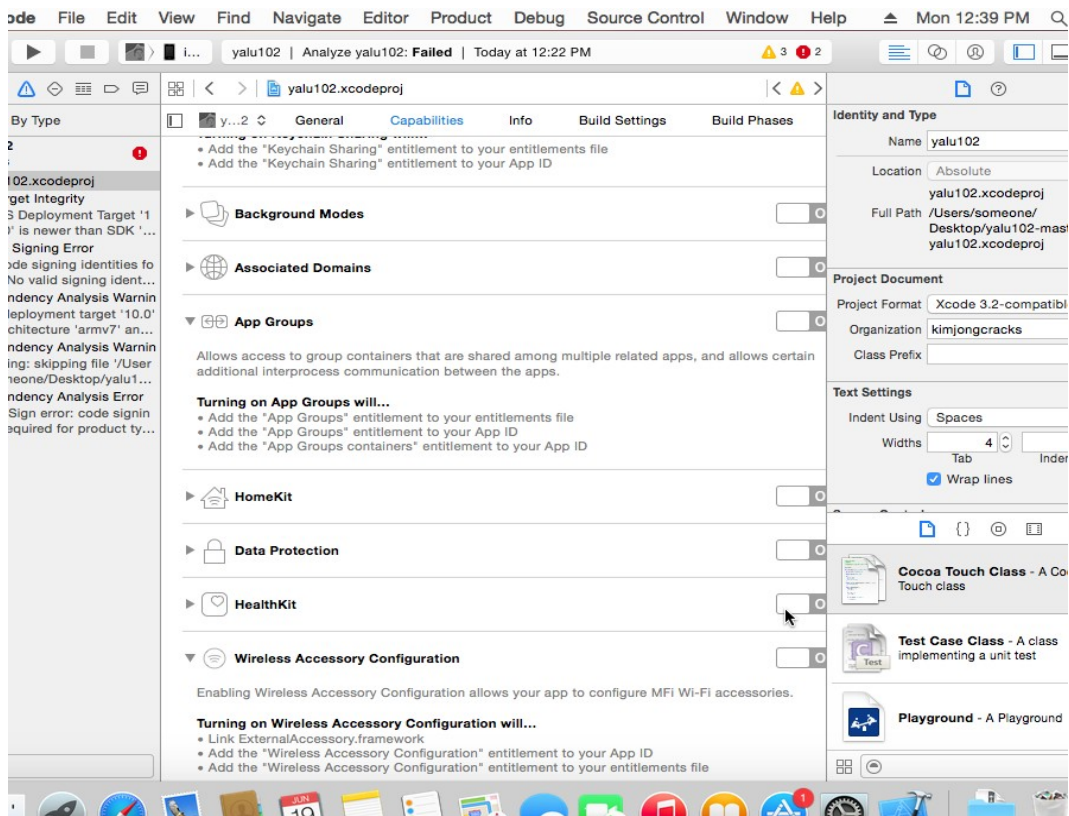 ode File Edit View Find Navigate Editor Product Debug Source Control Window Help Mon 12:39 PM
i... yalu102 | Analyze yalu102: Failed | Today at 12:22 PM 3 2
yalu102.xcodeproj
By Type
y...2 General Capabilities Info Build Settings Build Phases
2
102.xcodeproj
rget Integrity
S Deployment Target '1
0' is newer than SDK '...
Signing Error
ode signing identities fo
No valid signing ident...
ndency Analysis Warnin
deployment target '10.0'
chitecture 'armv7' an...
ndency Analysis Warnin
ing: skipping file '/User
neone/Desktop/yalu1...
ndency Analysis Error
Sign error: code signin
equired for product ty...
• Add the "Keychain Sharing" entitlement to your entitlements file
• Add the "Keychain Sharing" entitlement to your App ID
Background Modes O
Associated Domains O
App Groups O
Allows access to group containers that are shared among multiple related apps, and allows certain
additional interprocess communication between the apps.
Turning on App Groups will...
• Add the "App Groups" entitlement to your entitlements file
• Add the "App Groups" entitlement to your App ID
• Add the "App Groups containers" entitlement to your App ID
HomeKit O
Data Protection O
HealthKit O
Wireless Accessory Configuration O
Enabling Wireless Accessory Configuration allows your app to configure MFi Wi-Fi accessories.
Turning on Wireless Accessory Configuration will...
• Link ExternalAccessory.framework
• Add the "Wireless Accessory Configuration" entitlement to your App ID
• Add the "Wireless Accessory Configuration" entitlement to your entitlements file
Identity and Type
Name yalu102
Location Absolute
yalu102.xcodeproj
Full Path /Users/someone/
Desktop/yalu102-mast
yalu102.xcodeproj
Project Document
Project Format Xcode 3.2-compatible
Organization kimjongcracks
Class Prefix
Text Settings
Indent Using Spaces
Widths 4
Tab Inden
Wrap lines
{}
Cocoa Touch Class - A Co
Touch class
Test Case Class - A class
implementing a unit test
C
Test
Playground - A Playground
JUN
19
1